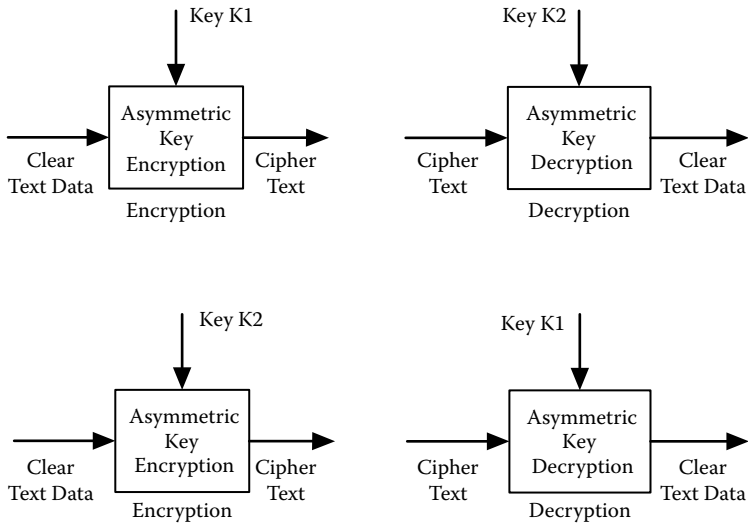 Key K1
Asymmetric
Key
Encryption
Clear
Text Data
Cipher
Text
Encryption
Key K2
Asymmetric
Key
Decryption
Cipher
Text
Clear
Text Data
Decryption
Key K2
Asymmetric
Key
Encryption
Clear
Text Data
Cipher
Text
Encryption
Key K1
Asymmetric
Key
Decryption
Cipher
Text
Clear
Text Data
Decryption